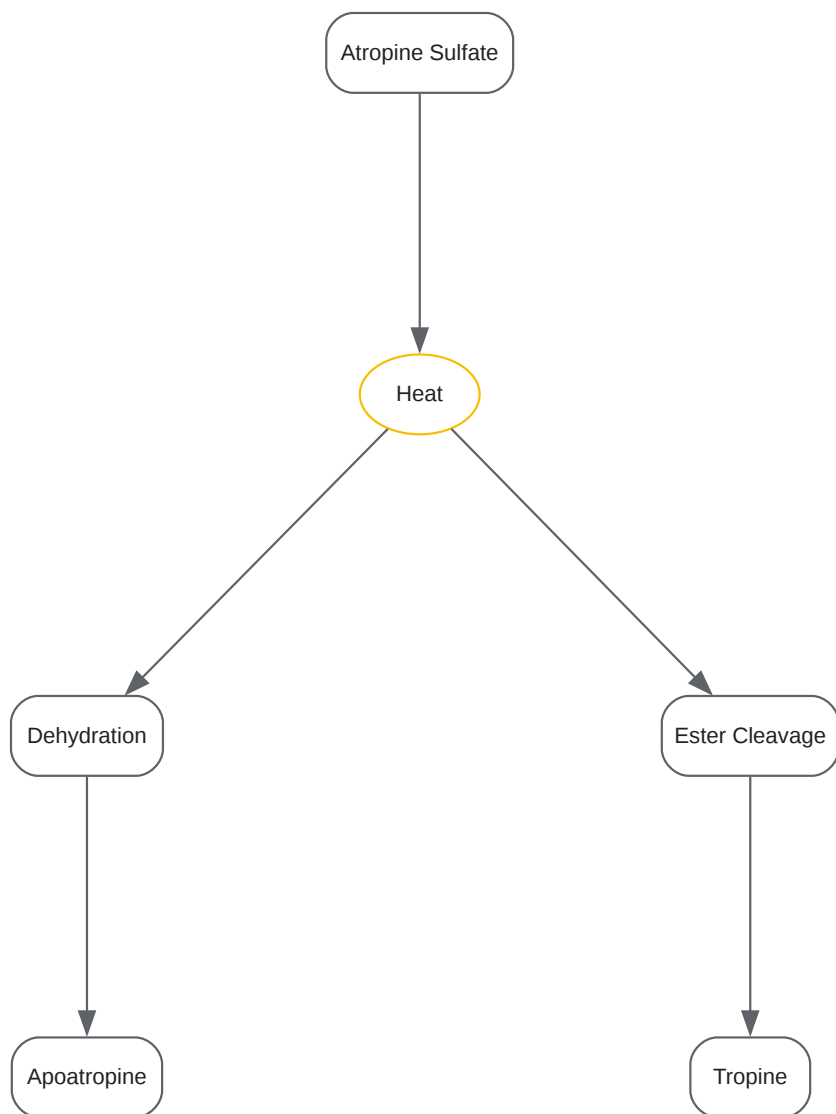 Atropine Sulfate
Heat
Dehydration
Ester Cleavage
Apoatropine
Tropine